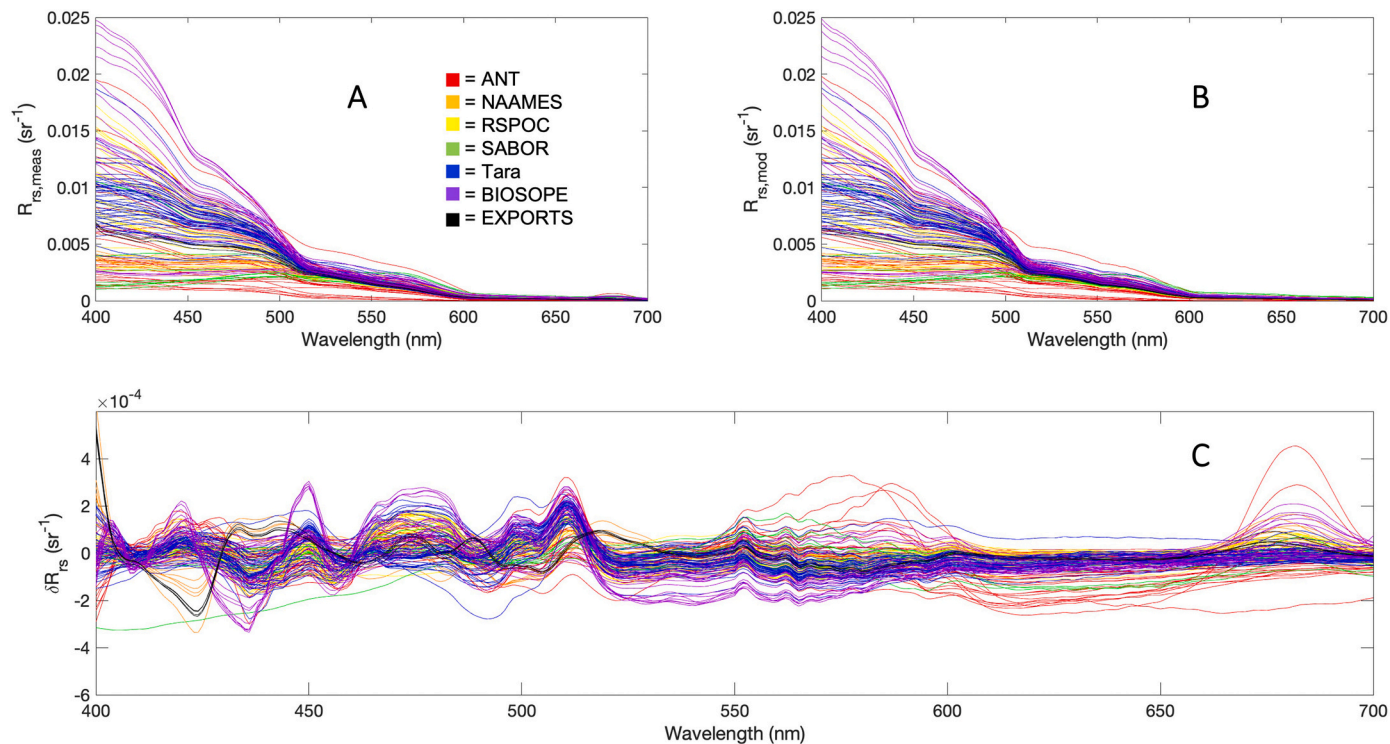 A
R_rs,meas (sr⁻¹)
0.025
0.02
0.015
0.01
0.005
0
400 450 500 550 600 650 700
Wavelength (nm)
= ANT
= NAAMES
= RSPOC
= SABOR
= Tara
= BIOSOPE
= EXPORTS
B
R_rs,mod (sr⁻¹)
0.025
0.02
0.015
0.01
0.005
0
400 450 500 550 600 650 700
Wavelength (nm)
C
×10⁻⁴
δR_rs (sr⁻¹)
4
2
0
-2
-4
-6
400 450 500 550 600 650 700
Wavelength (nm)